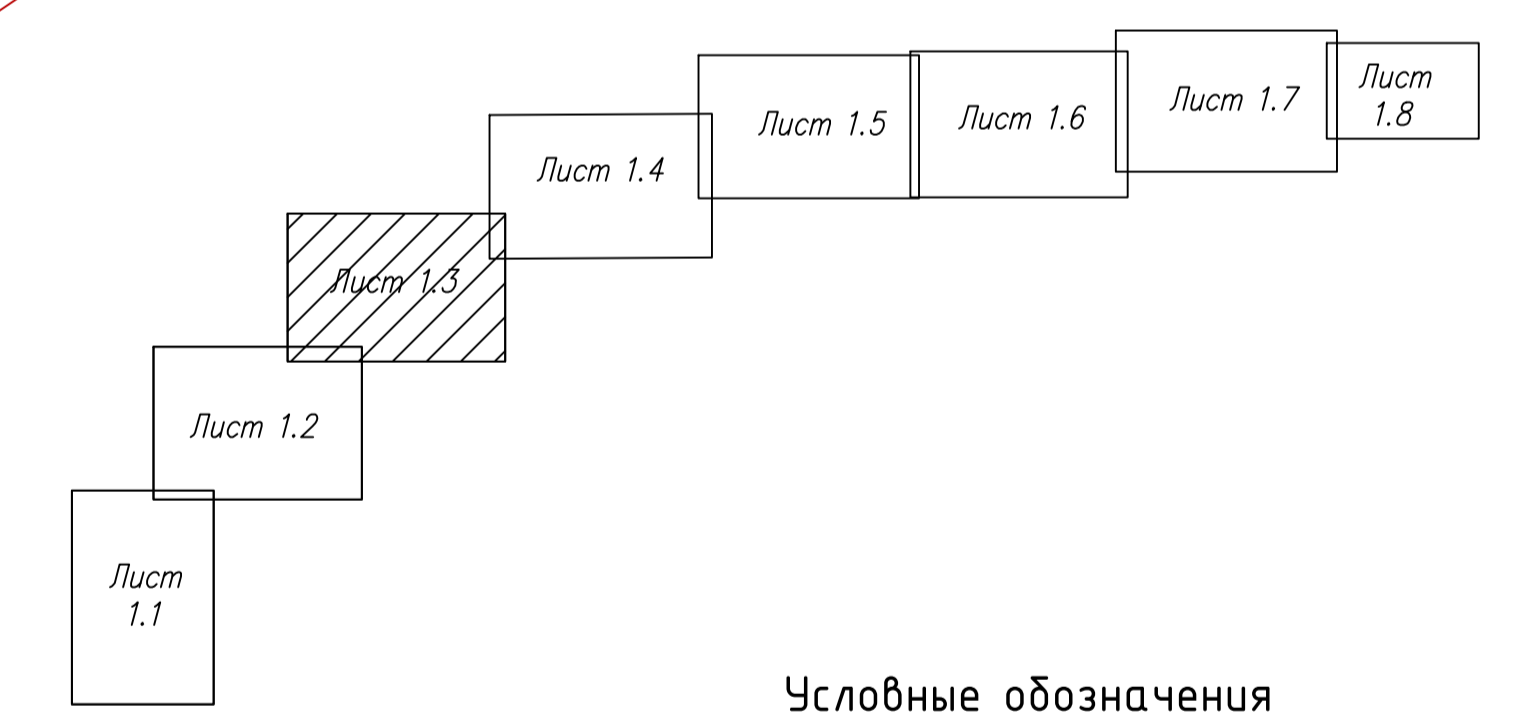 Лист
1.8
Лист 1.7
Лист 1.6
Лист 1.5
Лист 1.4
Лист 1.3
Лист 1.2
Лист
1.1
Условные обозначения